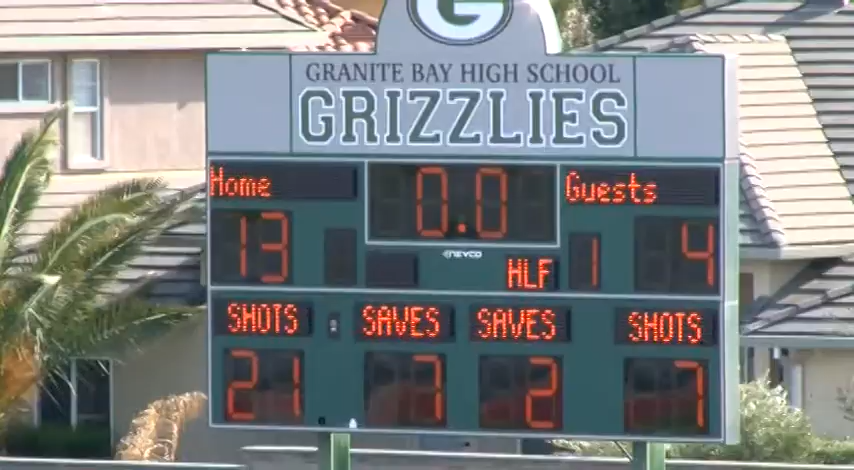 G
GRANITE BAY HIGH SCHOOL
GRIZZLIES
Home 0.0 Guests
13 NEVCO 4
HLF 1
SHOTS SAVES SAVES SHOTS
21 7 2 7